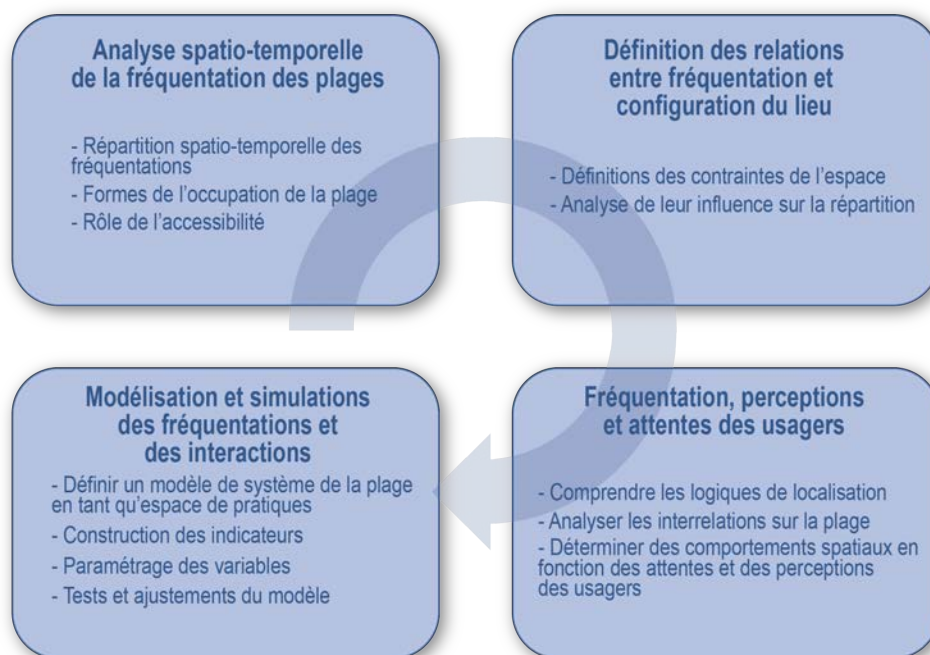 Analyse spatio-temporelle
de la fréquentation des plages
- Répartition spatio-temporelle des
fréquentations
- Formes de l'occupation de la plage
- Rôle de l'accessibilité
Définition des relations
entre fréquentation et
configuration du lieu
- Définitions des contraintes de l'espace
- Analyse de leur influence sur la répartition
Modélisation et simulations
des fréquentations et
des interactions
- Définir un modèle de système de la plage
en tant qu'espace de pratiques
- Construction des indicateurs
- Paramétrage des variables
- Tests et ajustements du modèle
Fréquentation, perceptions
et attentes des usagers
- Comprendre les logiques de localisation
- Analyser les interrelations sur la plage
- Déterminer des comportements spatiaux en
fonction des attentes et des perceptions
des usagers